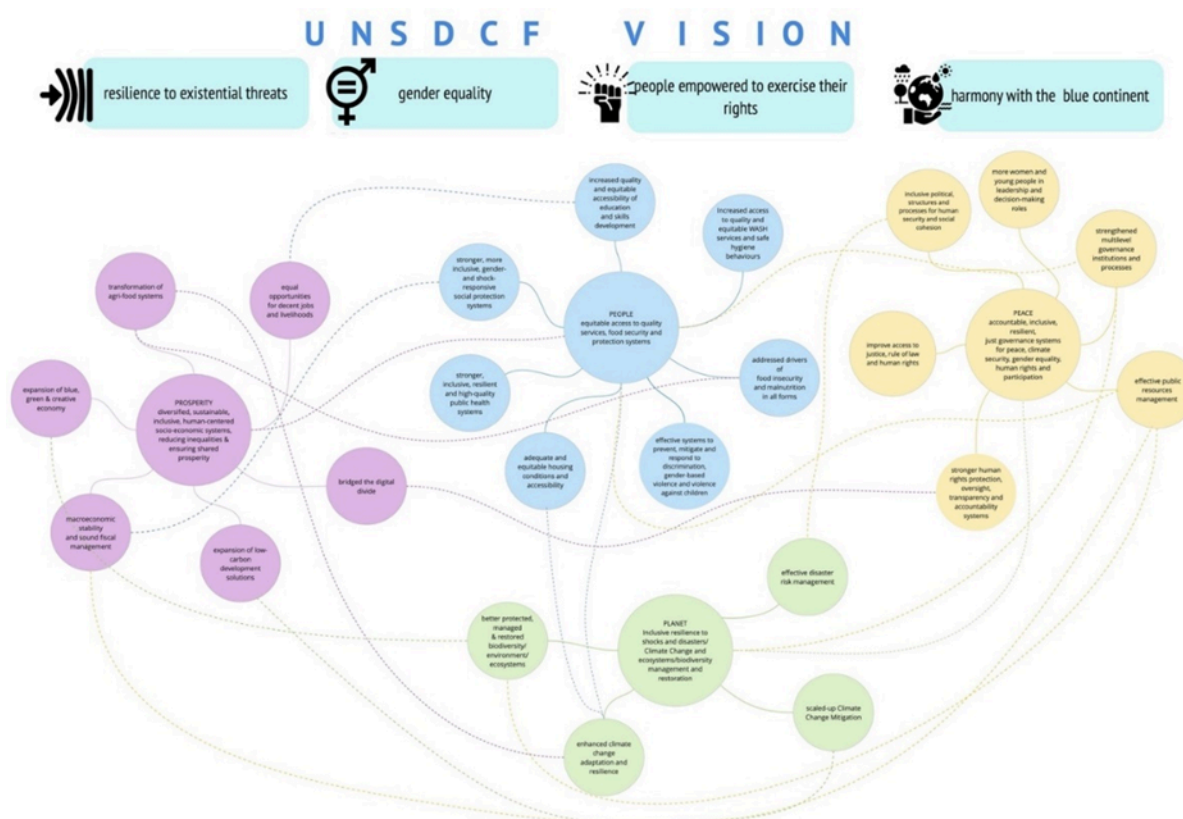 UNSDCF VISION
resilience to existential threats
gender equality
people empowered to exercise their
rights
harmony with the blue continent
increased quality
and equitable
accessibility of
education
and skills
development
Increased access
to quality and
equitable WASH
services and safe
hygiene
behaviours
stronger, more
inclusive, gender-
and shock-
responsive
social protection
systems
PEOPLE
equitable access to quality
services, food security and
protection systems
stronger,
inclusive, resilient
and high-quality
public health
systems
addressed drivers
of
food insecurity
and malnutrition
in all forms
adequate and
equitable housing
conditions and
accessibility
effective systems to
prevent, mitigate and
respond to
discrimination,
gender-based
violence and violence
against children
transformation of
agri-food systems
equal
opportunities
for decent jobs
and livelihoods
expansion of blue,
green & creative
economy
PROSPERITY
diversified, sustainable,
inclusive, human-centered
socio-economic systems,
reducing inequalities &
ensuring shared
prosperity
macroeconomic
stability
and sound fiscal
management
expansion of low-
carbon
development
solutions
bridged the digital
divide
inclusive political,
structures and
processes for human
security and social
cohesion
more women and
young people in
leadership and
decision-making
roles
strengthened
multilevel
governance
institutions and
processes
PEACE
accountable, inclusive,
resilient,
just governance systems
for peace, climate
security, gender equality,
human rights and
participation
improve access to
justice, rule of law
and human rights
effective public
resources
management
stronger human
rights protection,
oversight,
transparency and
accountability
systems
effective disaster
risk management
better protected,
managed
& restored
biodiversity/
environment/
ecosystems
PLANET
Inclusive resilience to
shocks and disasters/
Climate Change and
ecosystems/biodiversity
management and
restoration
scaled-up Climate
Change Mitigation
enhanced climate
change
adaptation and
resilience